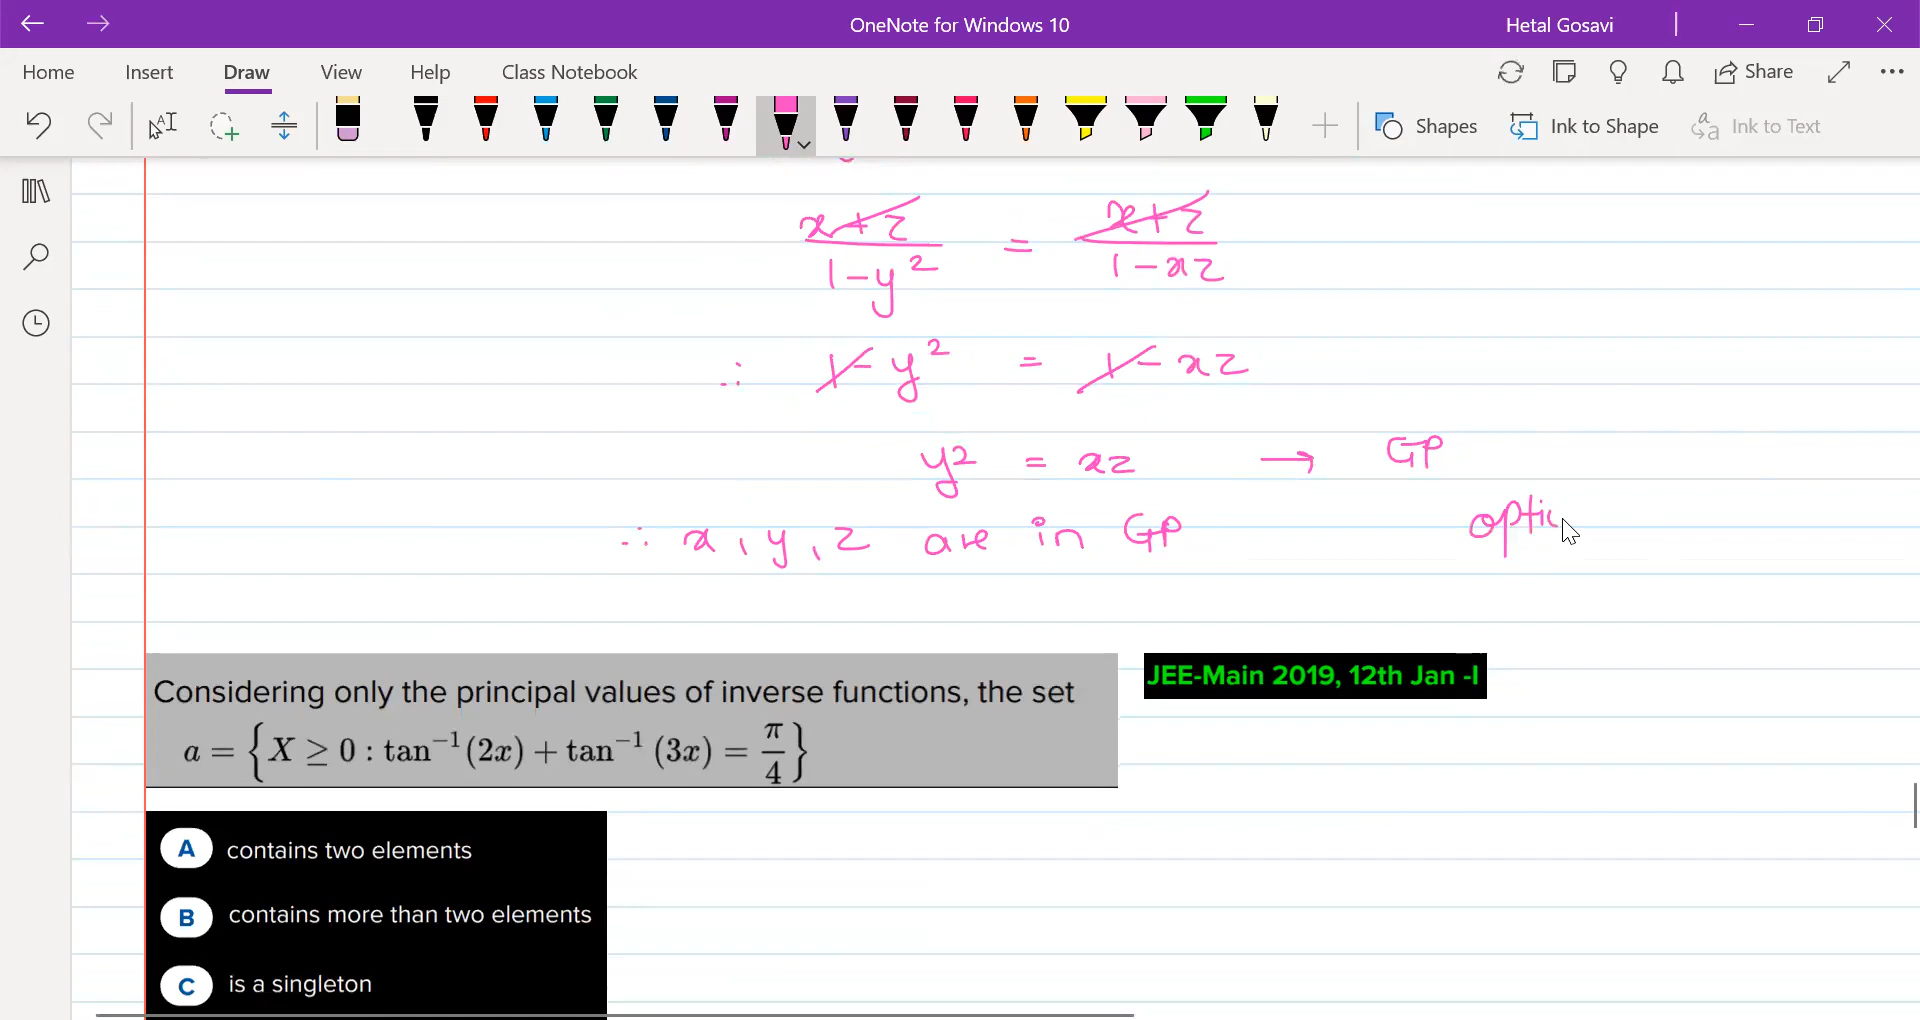 OneNote for Windows 10
Hetal Gosavi
Home Insert Draw View Help Class Notebook
Share
Shapes Ink to Shape Ink to Text
x+z / 1-y² = x+z / 1-xz
∴ 1-y² = 1-xz
y² = xz → GP
∴ x, y, z are in GP
optio
Considering only the principal values of inverse functions, the set
a = {X ≥ 0 : tan⁻¹(2x) + tan⁻¹ (3x) = π/4}
JEE-Main 2019, 12th Jan -I
A contains two elements
B contains more than two elements
C is a singleton